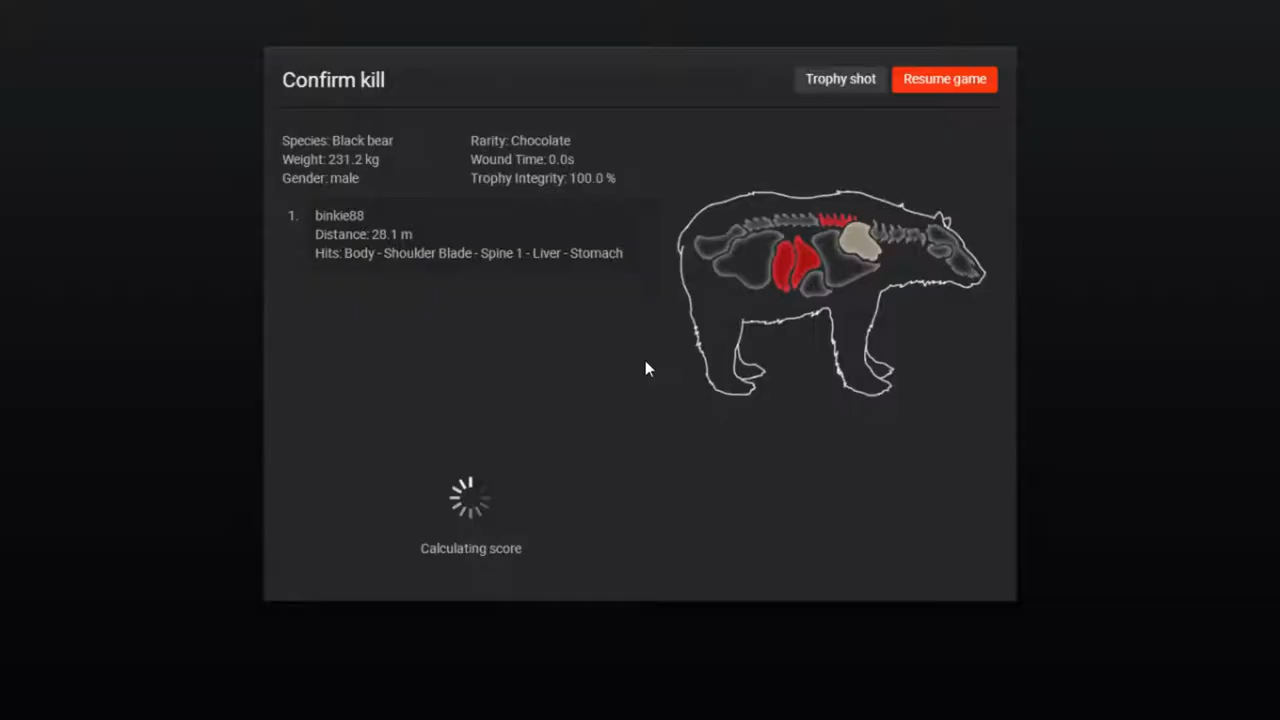 Confirm kill
Trophy shot
Resume game
Species: Black bear
Rarity: Chocolate
Weight: 231.2 kg
Wound Time: 0.0s
Gender: male
Trophy Integrity: 100.0 %
1. binkie88
Distance: 28.1 m
Hits: Body - Shoulder Blade - Spine 1 - Liver - Stomach
Calculating score